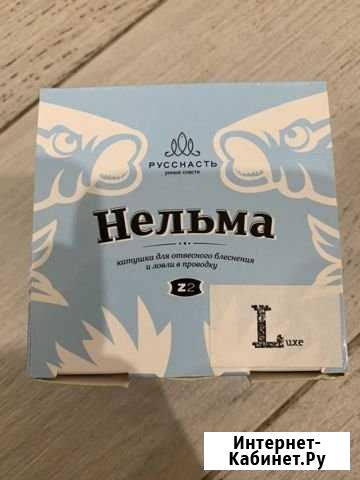 РУССНАСТЬ
умные снасти
Нельма
катушка для отвесного блеснения
и ловли в проводку
Z2
Luxe
Интернет-
Кабинет.Ру